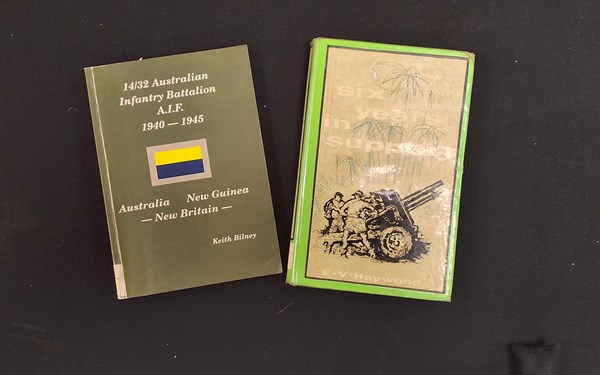 14/32 Australian
Infantry Battalion
A.I.F.
1940 — 1945
Australia New Guinea
— New Britain —
Keith Bilney
six
years
in
support
E·V·Haywood